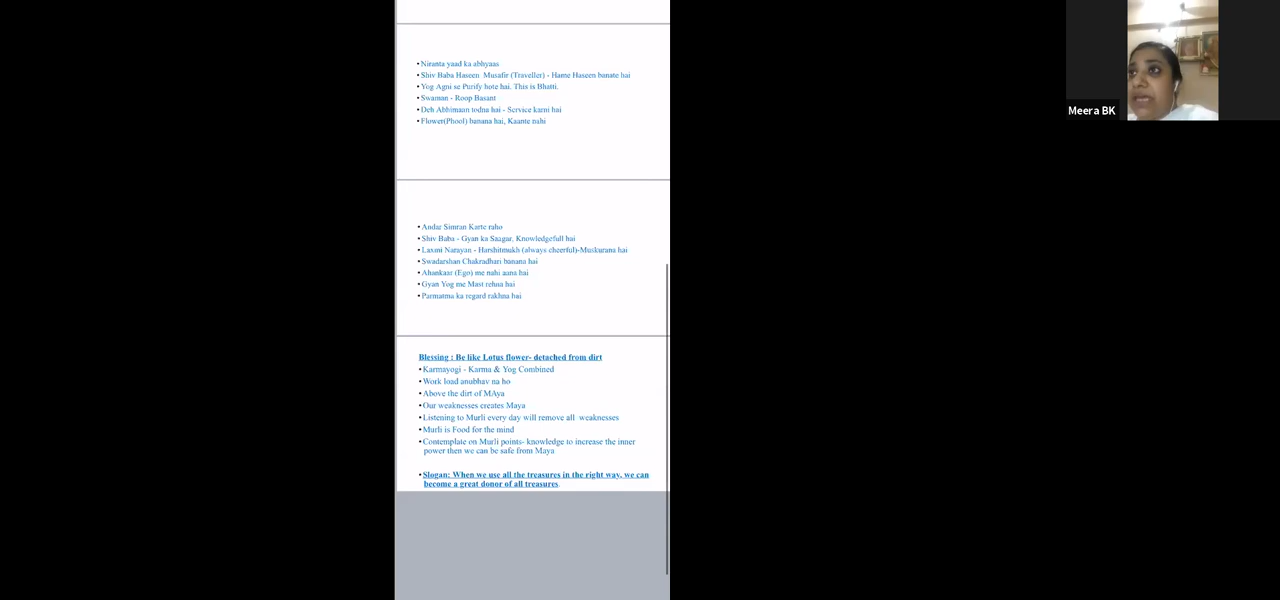 • Niranta yaad ka abhyaas
• Shiv Baba Haseen Musafir (Traveller) - Hame Haseen banate hai
• Yog Agni se Purify hote hai. This is Bhatti.
• Swaman - Roop Basant
• Deh Abhimaan todna hai - Service karni hai
• Flower(Phool) banana hai, Kaante nahi
• Andar Simran Karte raho
• Shiv Baba - Gyan ka Saagar, Knowledgefull hai
• Laxmi Narayan - Harshitmukh (always cheerful)-Muskurana hai
• Swadarshan Chakradhari banana hai
• Ahankaar (Ego) me nahi aana hai
• Gyan Yog me Mast rehna hai
• Parmatma ka regard rakhna hai
Blessing : Be like Lotus flower- detached from dirt
• Karmayogi - Karma & Yog Combined
• Work load anubhav na ho
• Above the dirt of MAya
• Our weaknesses creates Maya
• Listening to Murli every day will remove all weaknesses
• Murli is Food for the mind
• Contemplate on Murli points- knowledge to increase the inner
power then we can be safe from Maya
• Slogan: When we use all the treasures in the right way, we can
become a great donor of all treasures.
Meera BK